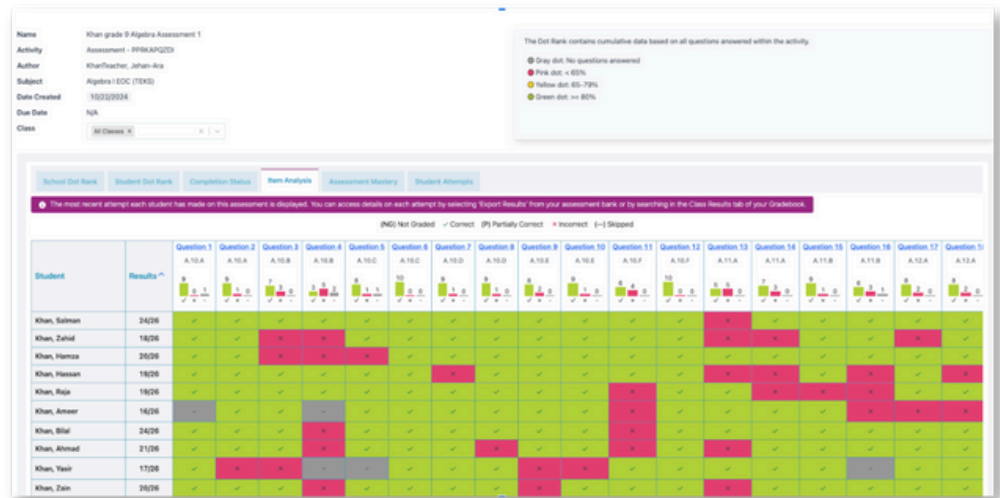 Name Khan grade 9 Algebra Assessment 1
Activity Assessment - PPRKAPQZDI
Author KhanTeacher, Jehan-Ara
Subject Algebra I EOC (TEKS)
Date Created 10/22/2024
Due Date N/A
Class All Classes ×
The Dot Rank contains cumulative data based on all questions answered within the activity.
Gray dot: No questions answered
Pink dot: < 65%
Yellow dot: 65-79%
Green dot: >= 80%
School Dot Rank Student Dot Rank Completion Status Item Analysis Assessment Mastery Student Attempts
The most recent attempt each student has made on this assessment is displayed. You can access details on each attempt by selecting 'Export Results' from your assessment bank or by searching in the Class Results tab of your Gradebook.
(NG) Not Graded ✓ Correct (P) Partially Correct × Incorrect (—) Skipped
Student Results Question 1 Question 2 Question 3 Question 4 Question 5 Question 6 Question 7 Question 8 Question 9 Question 10 Question 11 Question 12 Question 13 Question 14 Question 15 Question 16 Question 17
A.10.A A.10.A A.10.B A.10.B A.10.C A.10.C A.10.D A.10.D A.10.E A.10.E A.10.F A.10.F A.11.A A.11.A A.11.B A.11.B A.12.A A.12.A
Khan, Salman 24/26
Khan, Zahid 18/26
Khan, Hamza 20/26
Khan, Hassan 19/26
Khan, Raja 19/26
Khan, Ameer 16/26
Khan, Bilal 24/26
Khan, Ahmad 21/26
Khan, Yasir 17/26
Khan, Zain 20/26